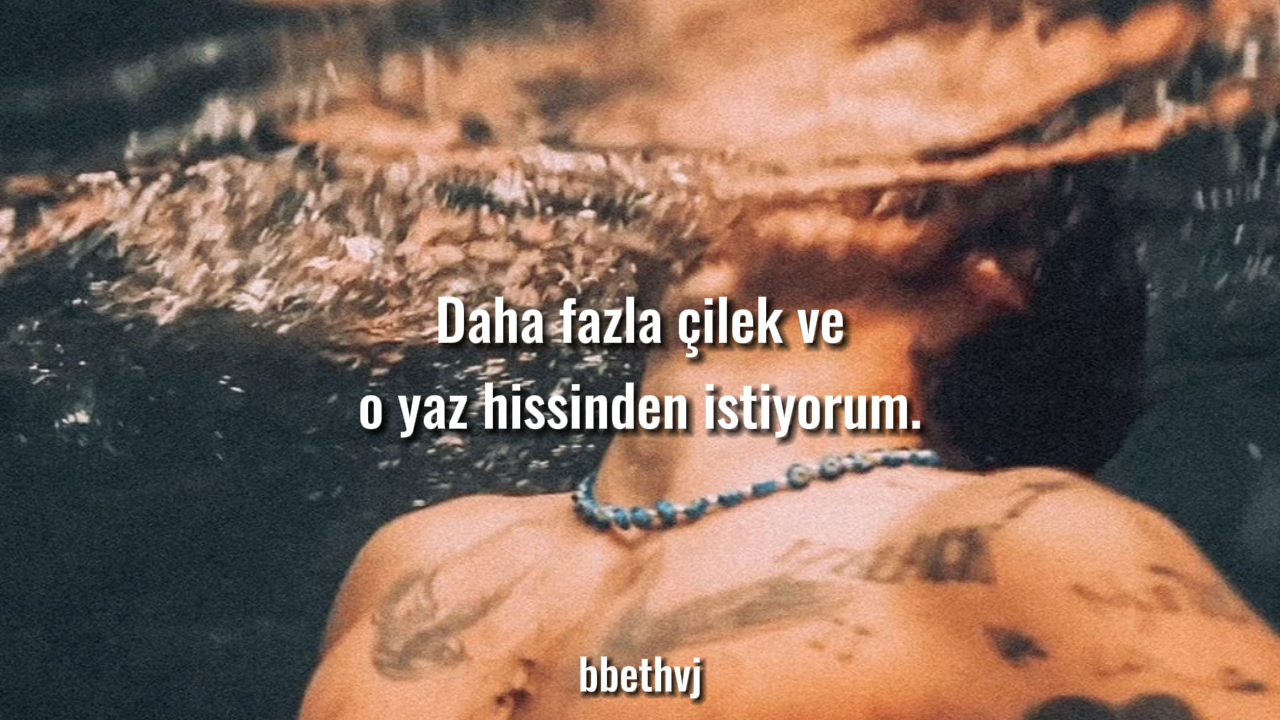 Daha fazla çilek ve
o yaz hissinden istiyorum.
bbethvj